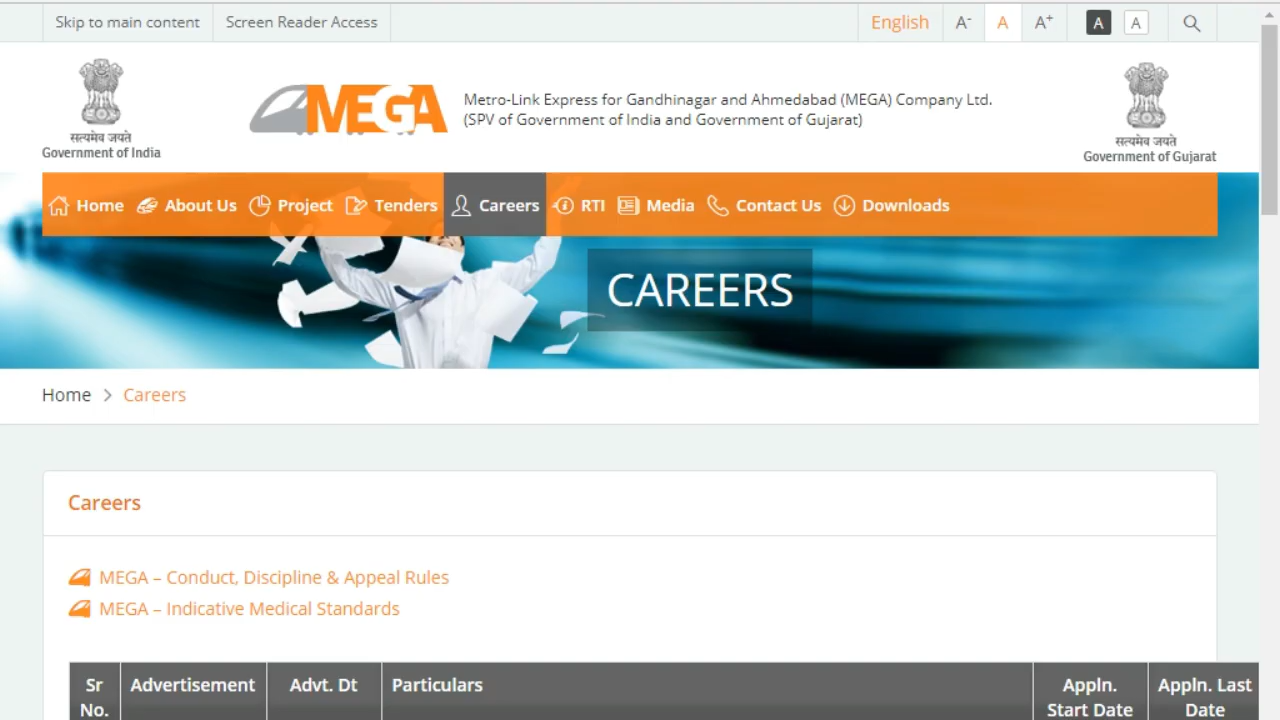 Skip to main content
Screen Reader Access
English
A-
A
A+
A
A
सत्यमेव जयते
Government of India
MEGA
Metro-Link Express for Gandhinagar and Ahmedabad (MEGA) Company Ltd.
(SPV of Government of India and Government of Gujarat)
सत्यमेव जयते
Government of Gujarat
Home
About Us
Project
Tenders
Careers
RTI
Media
Contact Us
Downloads
CAREERS
Home > Careers
Careers
MEGA – Conduct, Discipline & Appeal Rules
MEGA – Indicative Medical Standards
Sr
No.
Advertisement
Advt. Dt
Particulars
Appln.
Start Date
Appln. Last
Date